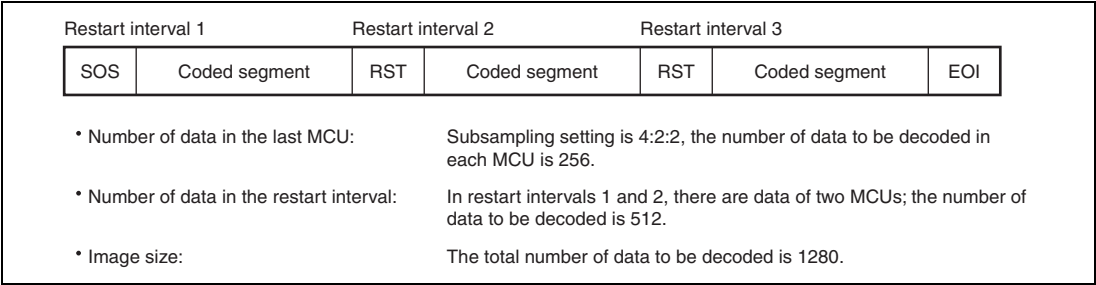 Restart interval 1 Restart interval 2 Restart interval 3
SOS Coded segment RST Coded segment RST Coded segment EOI
• Number of data in the last MCU: Subsampling setting is 4:2:2, the number of data to be decoded in
each MCU is 256.
• Number of data in the restart interval: In restart intervals 1 and 2, there are data of two MCUs; the number of
data to be decoded is 512.
• Image size: The total number of data to be decoded is 1280.